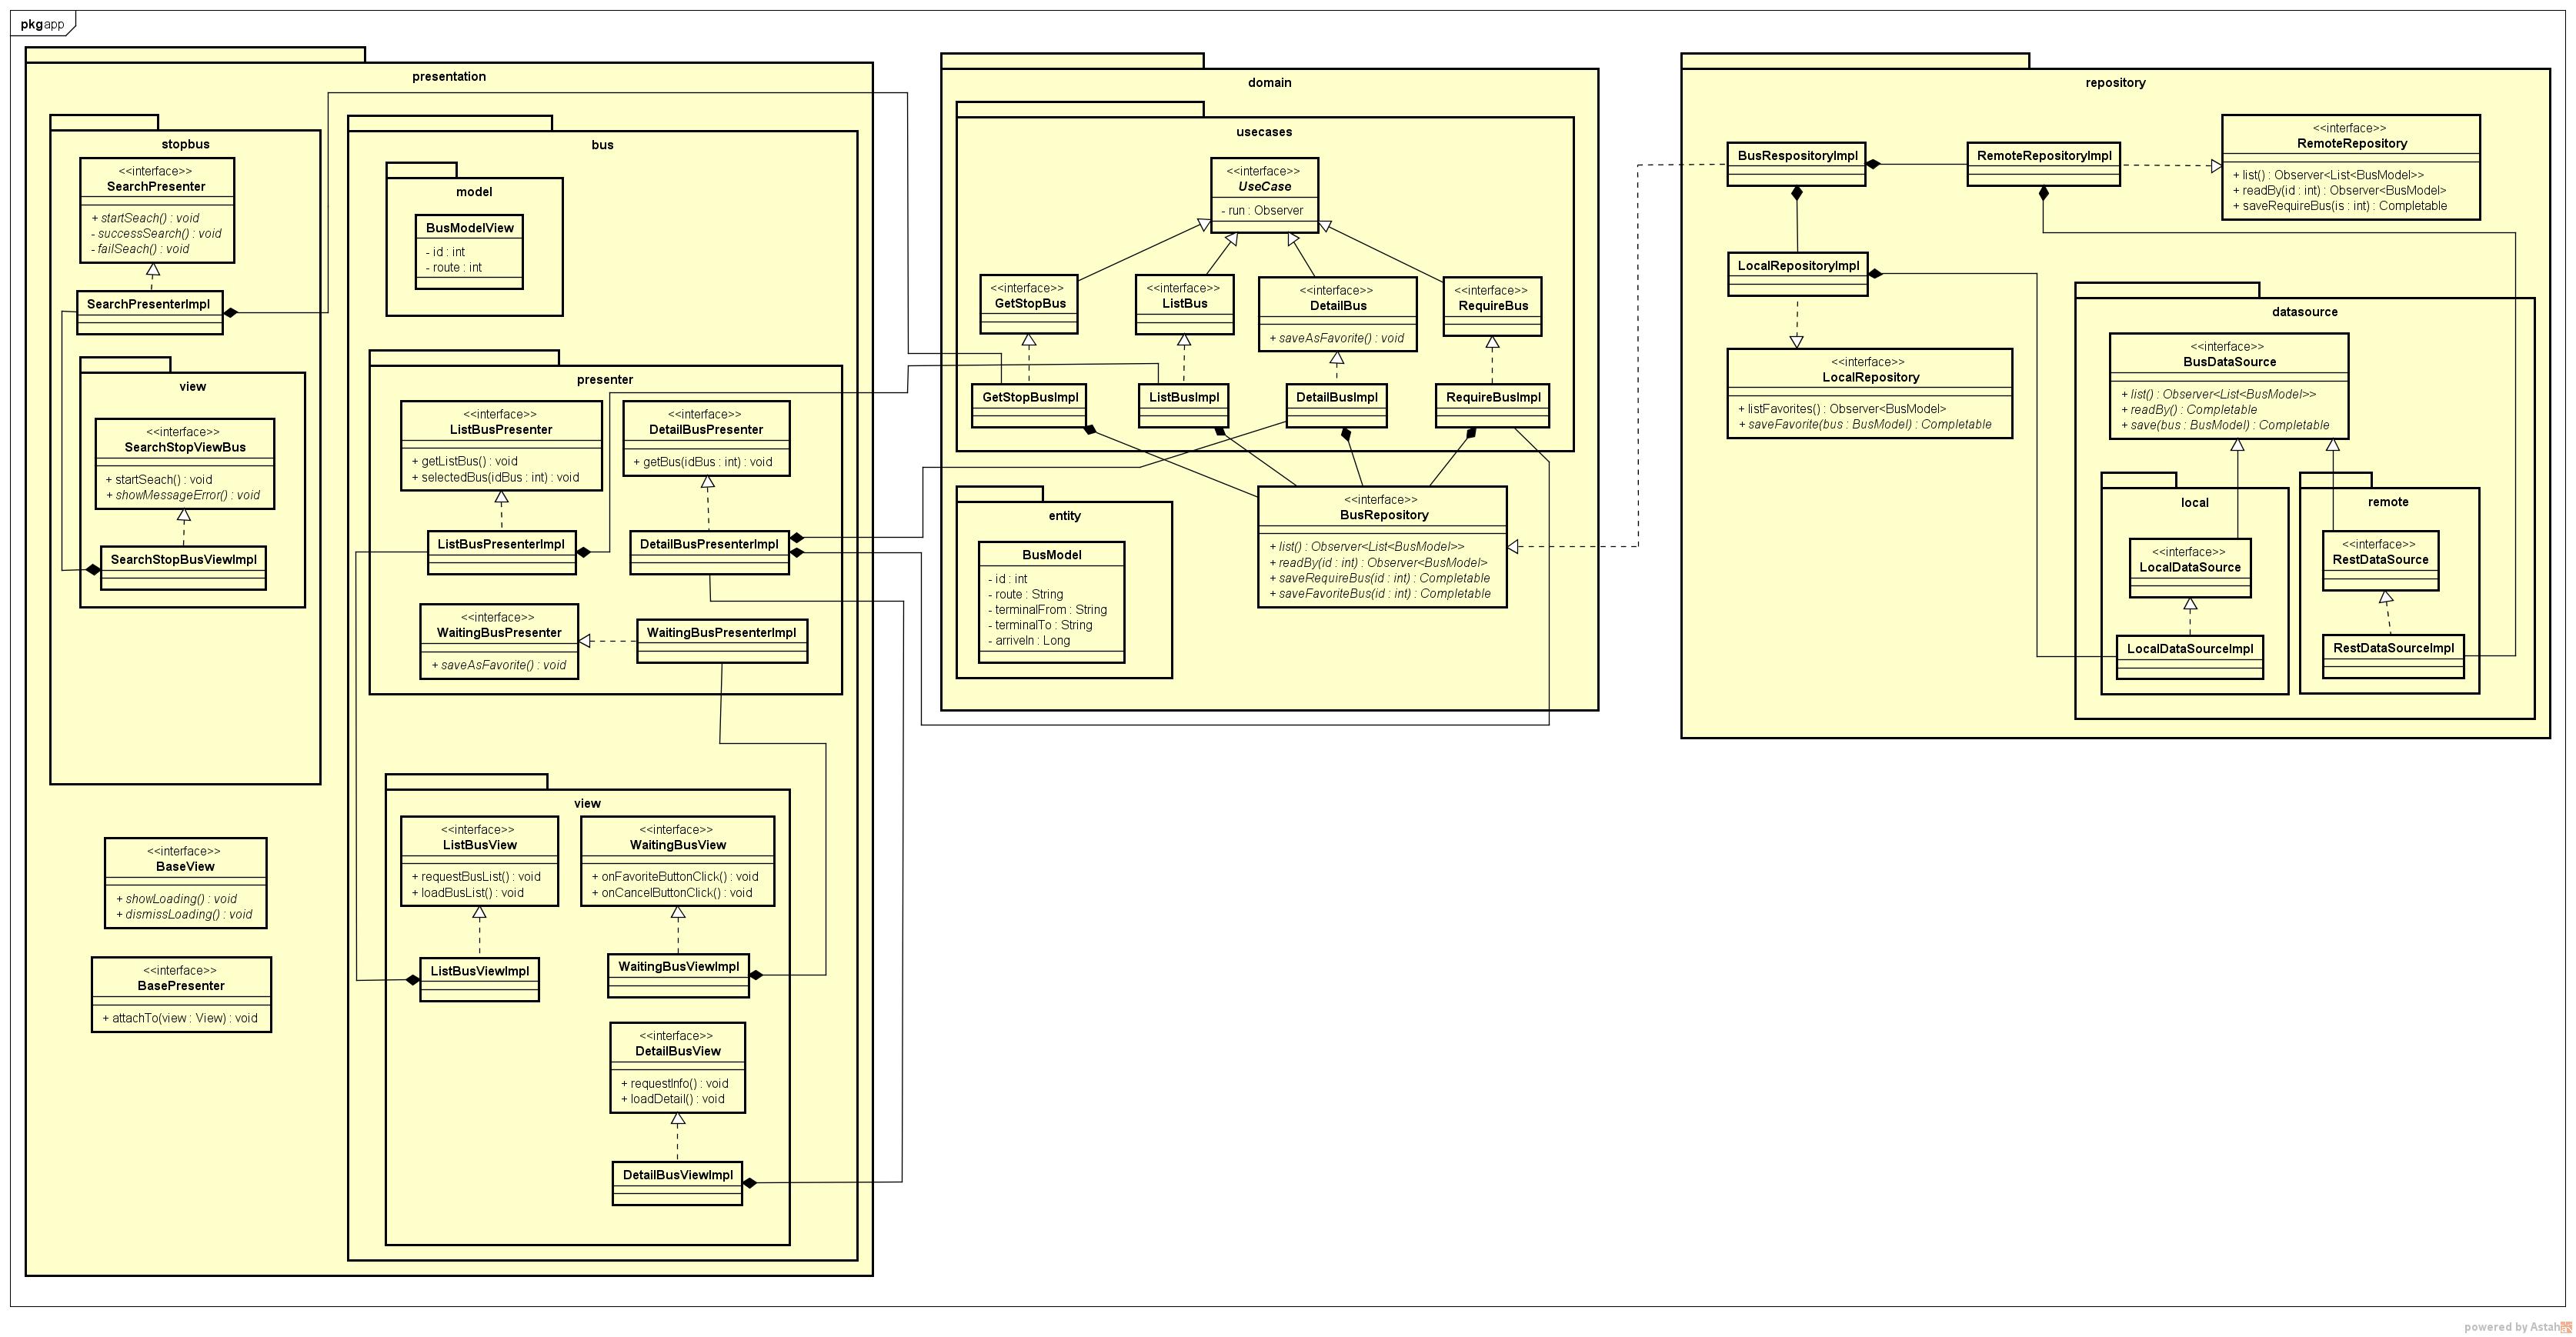 pkg app
presentation
stopbus
<<interface>>
SearchPresenter
+ startSeach() : void
- successSearch() : void
- failSeach() : void
SearchPresenterImpl
view
<<interface>>
SearchStopViewBus
+ startSeach() : void
+ showMessageError() : void
SearchStopBusViewImpl
<<interface>>
BaseView
+ showLoading() : void
+ dismissLoading() : void
<<interface>>
BasePresenter
+ attachTo(view : View) : void
bus
model
BusModelView
- id : int
- route : int
presenter
<<interface>>
ListBusPresenter
+ getListBus() : void
+ selectedBus(idBus : int) : void
<<interface>>
DetailBusPresenter
+ getBus(idBus : int) : void
ListBusPresenterImpl
DetailBusPresenterImpl
<<interface>>
WaitingBusPresenter
+ saveAsFavorite() : void
WaitingBusPresenterImpl
view
<<interface>>
ListBusView
+ requestBusList() : void
+ loadBusList() : void
<<interface>>
WaitingBusView
+ onFavoriteButtonClick() : void
+ onCancelButtonClick() : void
ListBusViewImpl
WaitingBusViewImpl
<<interface>>
DetailBusView
+ requestInfo() : void
+ loadDetail() : void
DetailBusViewImpl
domain
usecases
<<interface>>
UseCase
- run : Observer
<<interface>>
GetStopBus
<<interface>>
ListBus
<<interface>>
DetailBus
+ saveAsFavorite() : void
<<interface>>
RequireBus
GetStopBusImpl
ListBusImpl
DetailBusImpl
RequireBusImpl
entity
BusModel
- id : int
- route : String
- terminalFrom : String
- terminalTo : String
- arriveIn : Long
<<interface>>
BusRepository
+ list() : Observer<List<BusModel>>
+ readBy(id : int) : Observer<BusModel>
+ saveRequireBus(id : int) : Completable
+ saveFavoriteBus(id : int) : Completable
repository
BusRespositoryImpl
RemoteRepositoryImpl
<<interface>>
RemoteRepository
+ list() : Observer<List<BusModel>>
+ readBy(id : int) : Observer<BusModel>
+ saveRequireBus(is : int) : Completable
LocalRepositoryImpl
<<interface>>
LocalRepository
+ listFavorites() : Observer<BusModel>
+ saveFavorite(bus : BusModel) : Completable
datasource
<<interface>>
BusDataSource
+ list() : Observer<List<BusModel>>
+ readBy() : Completable
+ save(bus : BusModel) : Completable
local
<<interface>>
LocalDataSource
LocalDataSourceImpl
remote
<<interface>>
RestDataSource
RestDataSourceImpl
powered by Astah